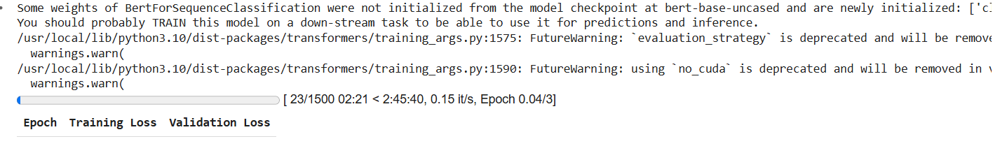 Some weights of BertForSequenceClassification were not initialized from the model checkpoint at bert-base-uncased and are newly initialized: ['cl
You should probably TRAIN this model on a down-stream task to be able to use it for predictions and inference.
/usr/local/lib/python3.10/dist-packages/transformers/training_args.py:1575: FutureWarning: `evaluation_strategy` is deprecated and will be remove
warnings.warn(
/usr/local/lib/python3.10/dist-packages/transformers/training_args.py:1590: FutureWarning: using `no_cuda` is deprecated and will be removed in v
warnings.warn(
[ 23/1500 02:21 < 2:45:40, 0.15 it/s, Epoch 0.04/3]
Epoch Training Loss Validation Loss